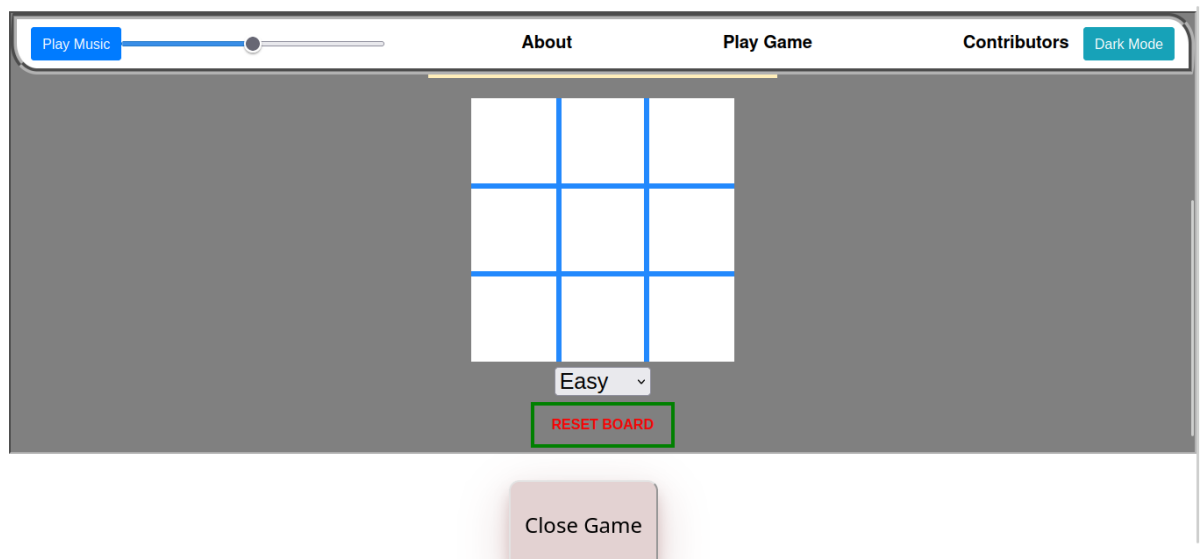 Play Music About Play Game Contributors Dark Mode
Easy
RESET BOARD
Close Game